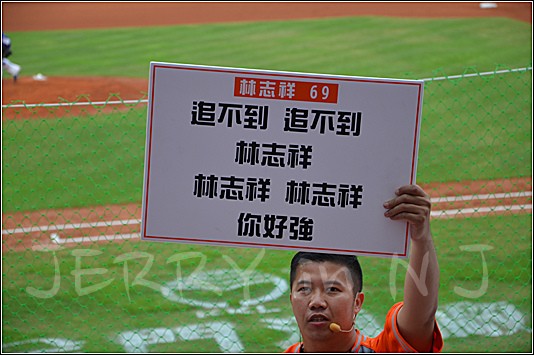 林志祥 69
追不到 追不到
林志祥
林志祥 林志祥
你好強
JERRY NJ